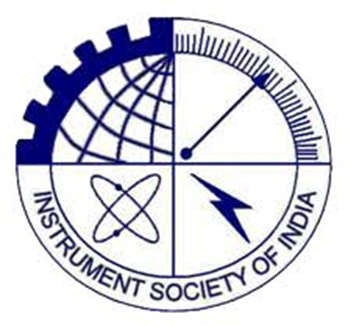 INSTRUMENT SOCIETY OF INDIA